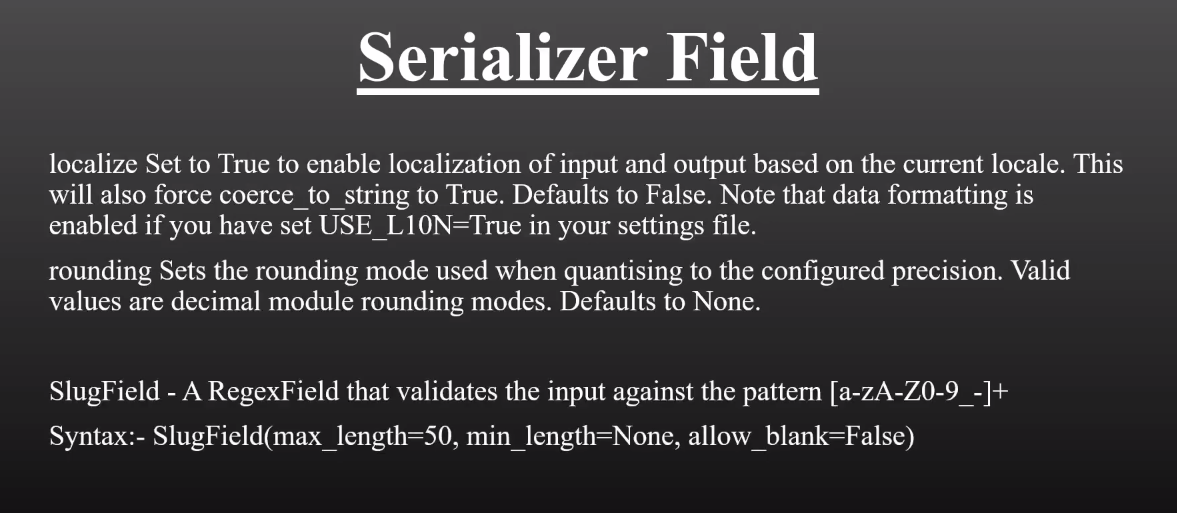 Serializer Field
localize Set to True to enable localization of input and output based on the current locale. This
will also force coerce_to_string to True. Defaults to False. Note that data formatting is
enabled if you have set USE_L10N=True in your settings file.
rounding Sets the rounding mode used when quantising to the configured precision. Valid
values are decimal module rounding modes. Defaults to None.
SlugField - A RegexField that validates the input against the pattern [a-zA-Z0-9_-]+
Syntax:- SlugField(max_length=50, min_length=None, allow_blank=False)